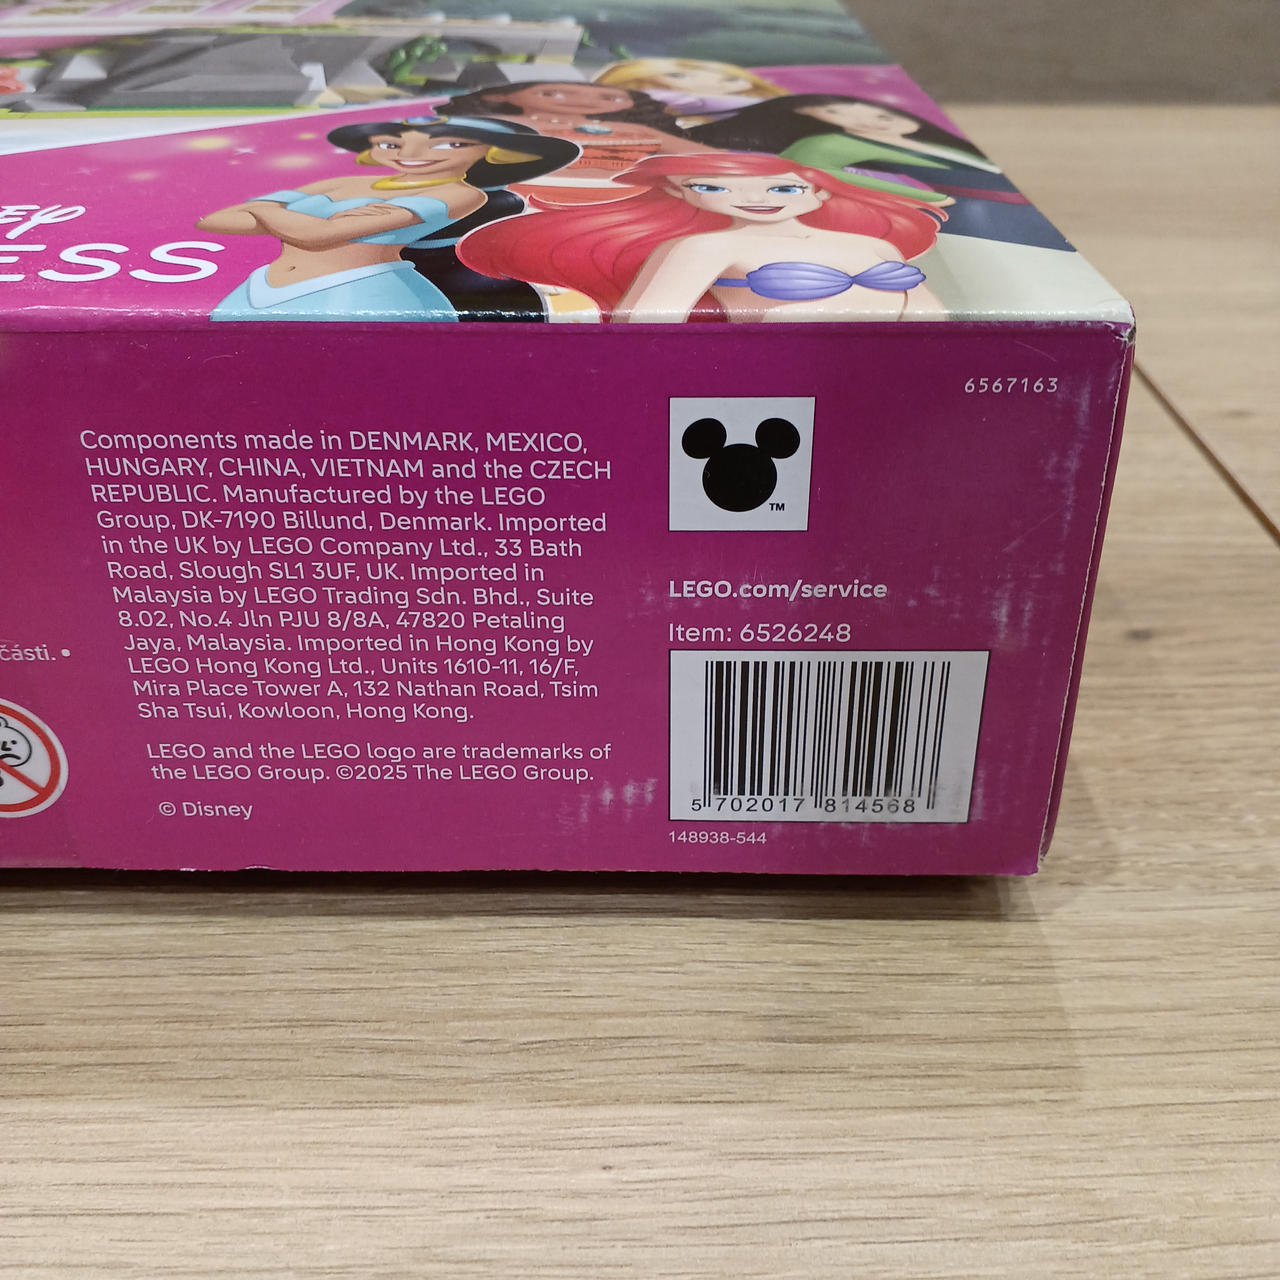 ESS
6567163
Components made in DENMARK, MEXICO,
HUNGARY, CHINA, VIETNAM and the CZECH
REPUBLIC. Manufactured by the LEGO
Group, DK-7190 Billund, Denmark. Imported
in the UK by LEGO Company Ltd., 33 Bath
Road, Slough SL1 3UF, UK. Imported in
Malaysia by LEGO Trading Sdn. Bhd., Suite
8.02, No.4 Jln PJU 8/8A, 47820 Petaling
Jaya, Malaysia. Imported in Hong Kong by
LEGO Hong Kong Ltd., Units 1610-11, 16/F,
Mira Place Tower A, 132 Nathan Road, Tsim
Sha Tsui, Kowloon, Hong Kong.
LEGO and the LEGO logo are trademarks of
the LEGO Group. ©2025 The LEGO Group.
© Disney
části. •
TM
LEGO.com/service
Item: 6526248
5 702017 814568
148938-544